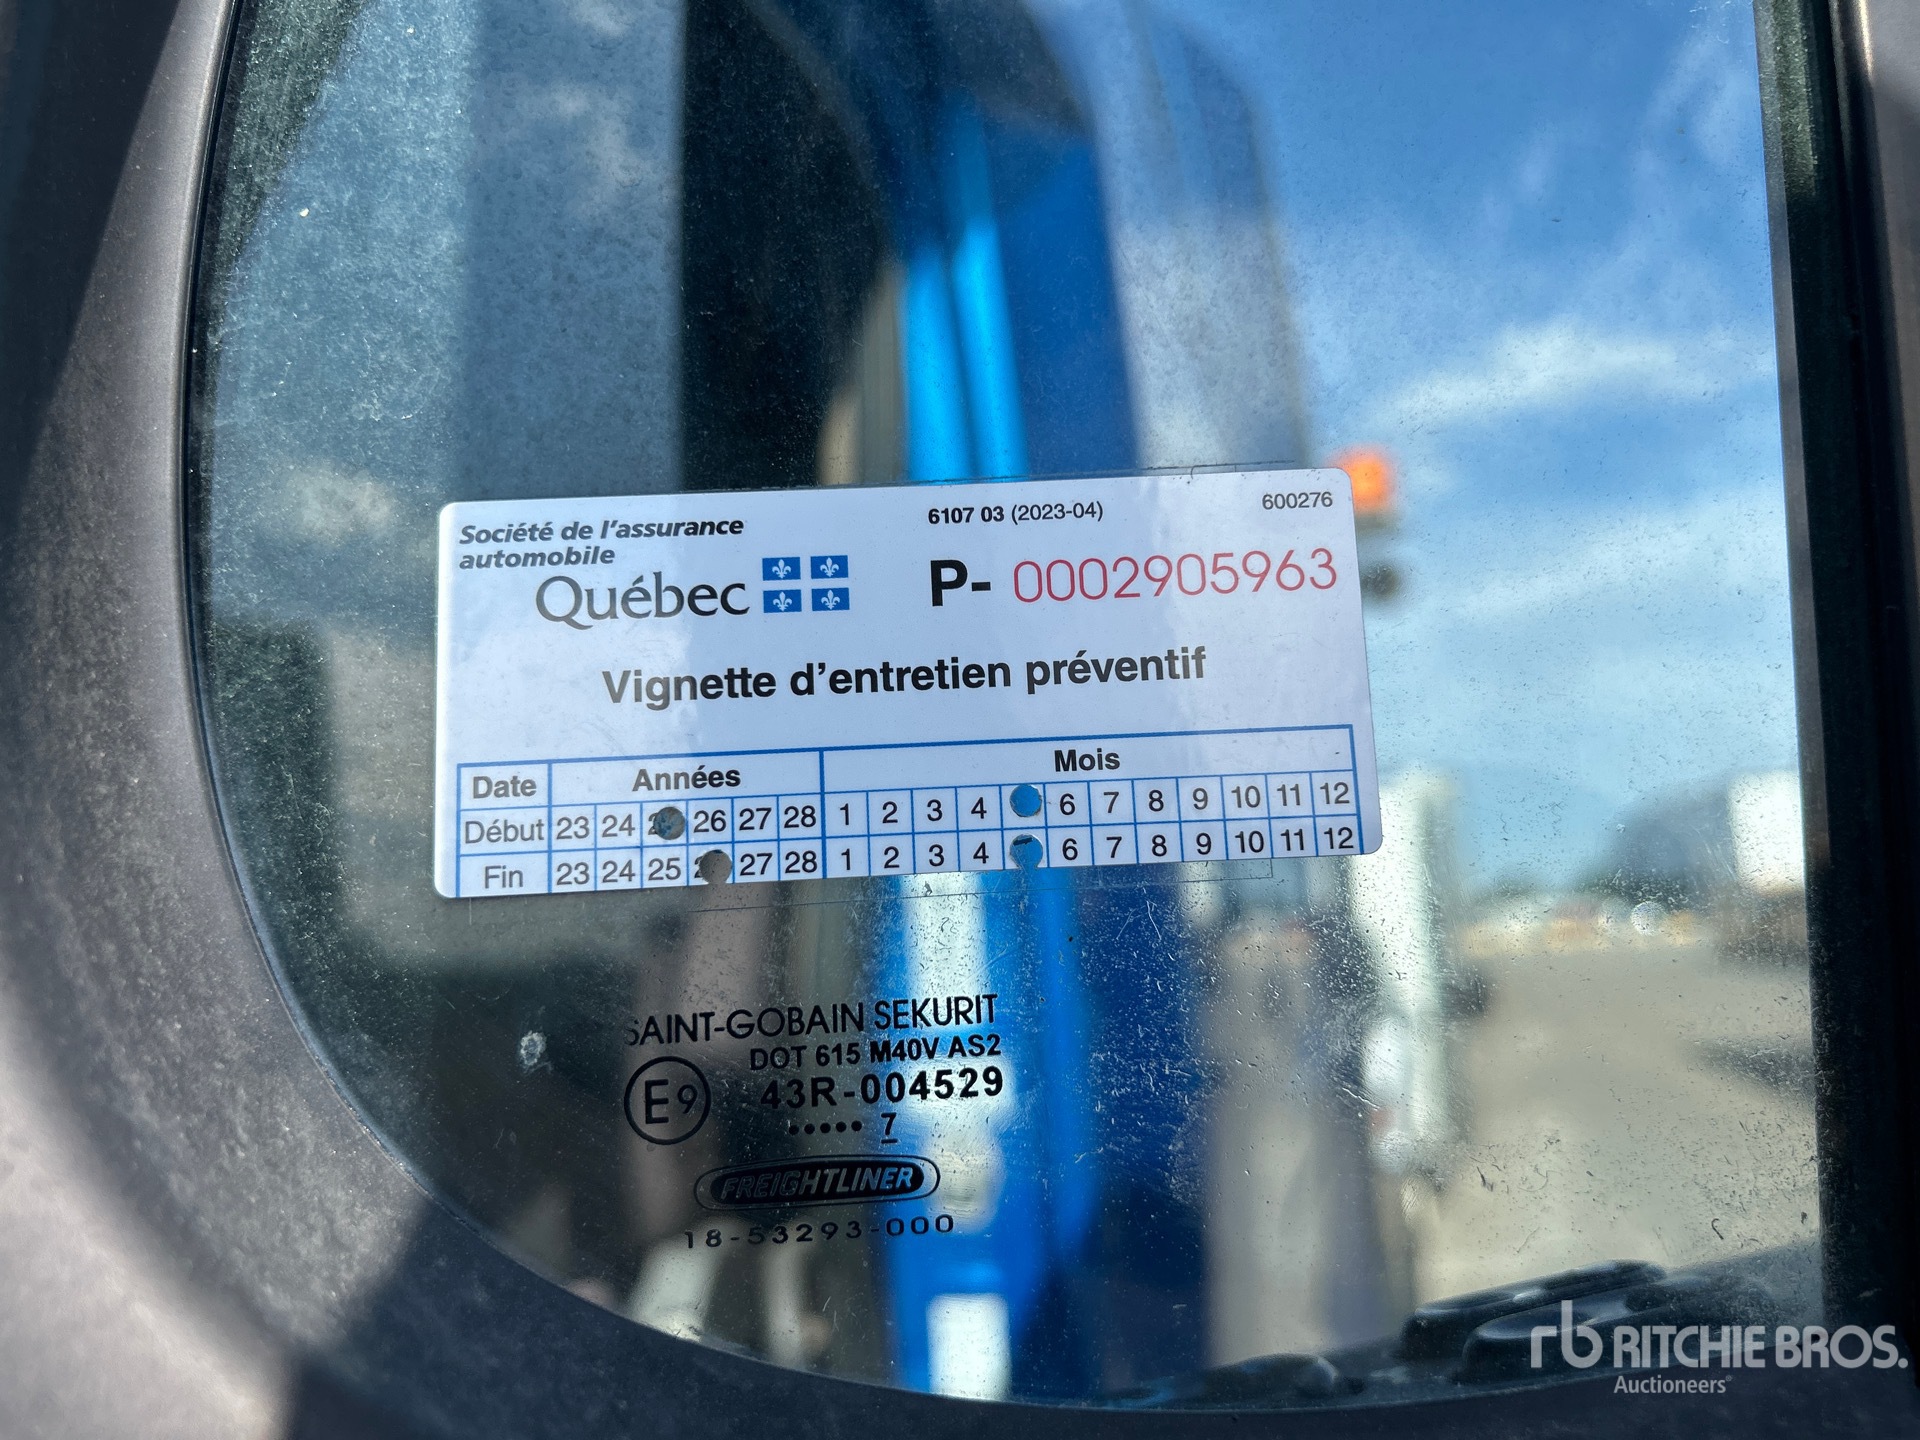 Société de l'assurance
automobile
Québec
6107 03 (2023-04)
600276
P- 0002905963
Vignette d'entretien préventif
Date Années Mois
Début 23 24 26 27 28 1 2 3 4 6 7 8 9 10 11 12
Fin 23 24 25 27 28 1 2 3 4 6 7 8 9 10 11 12
SAINT-GOBAIN SEKURIT
DOT 615 M40V AS2
E9 43R-004529
..... 7
FREIGHTLINER
18-53293-000
rb RITCHIE BROS.
Auctioneers